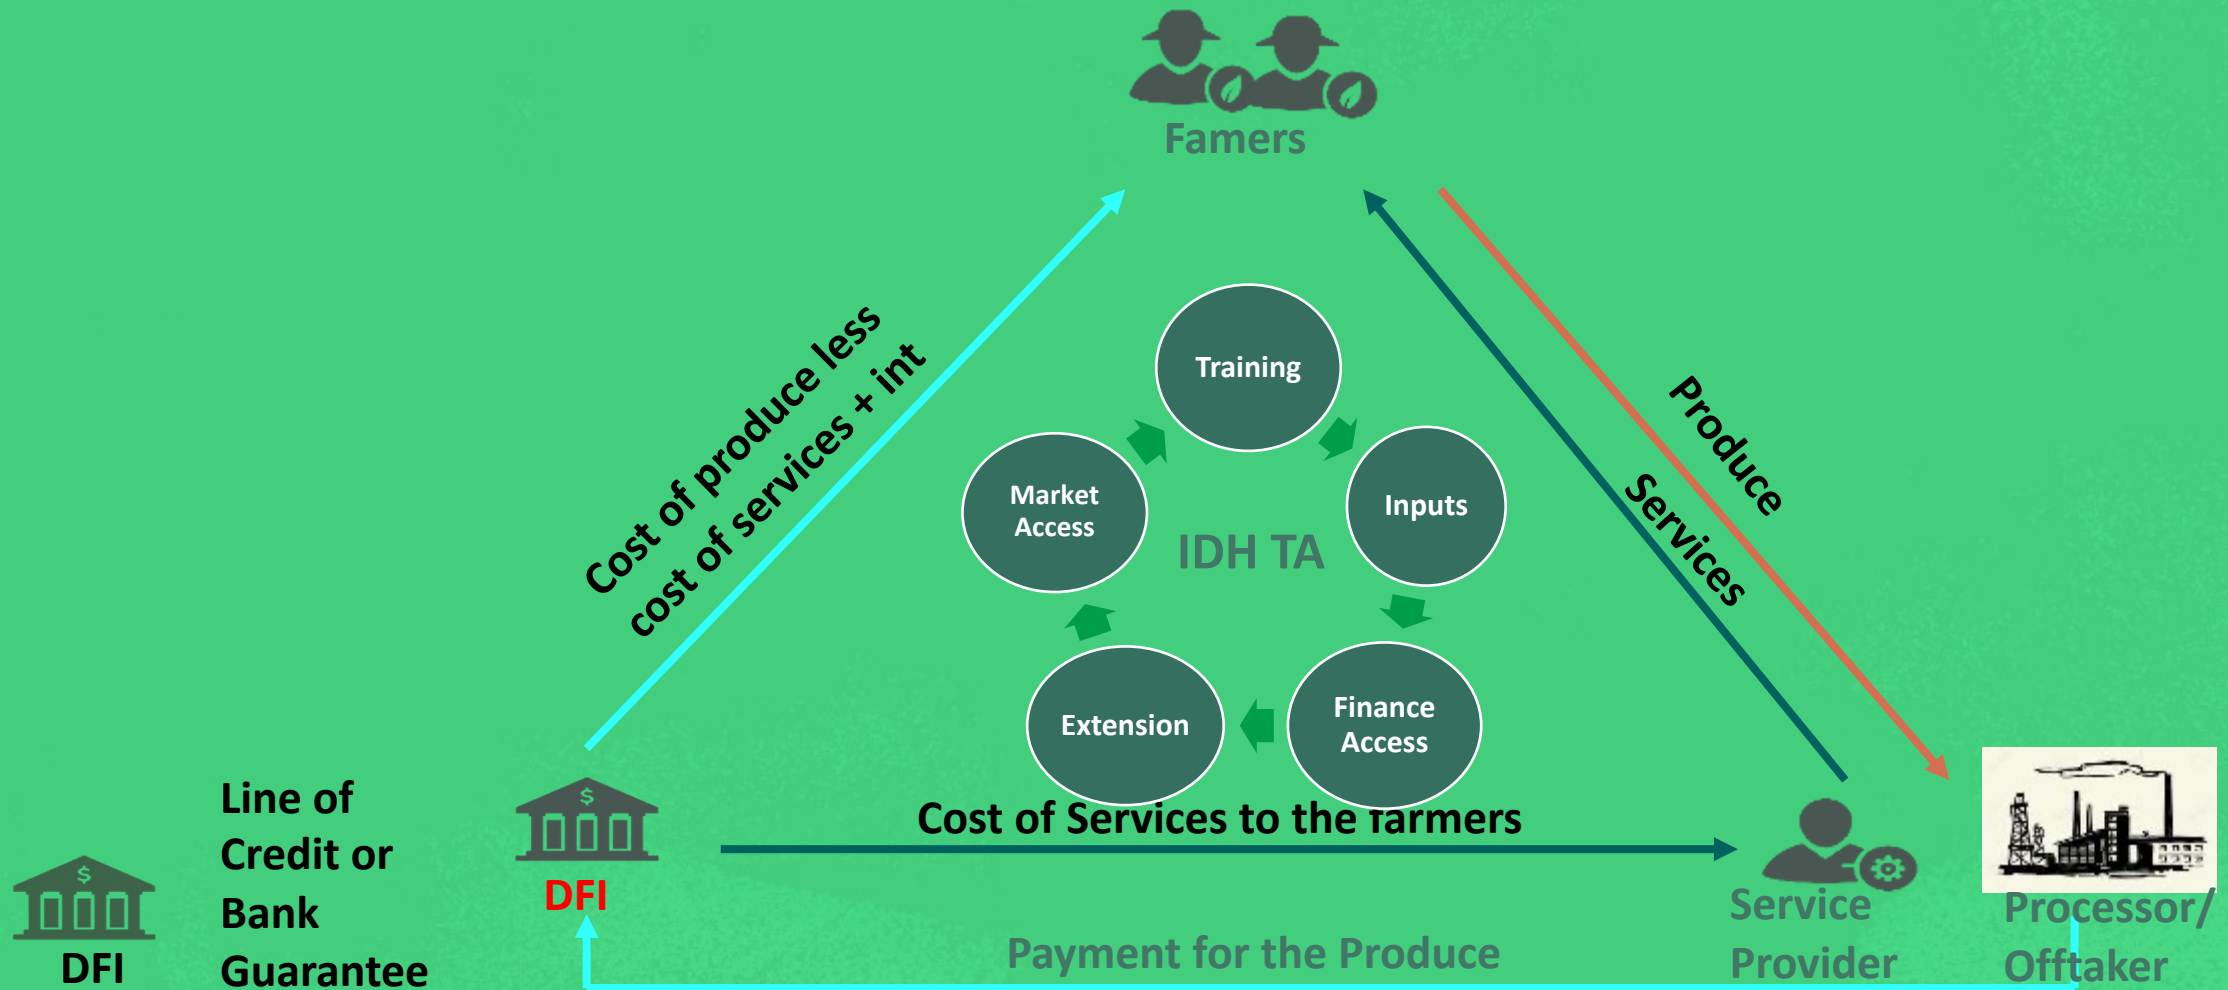 Famers
Cost of produce less
cost of services + int
Produce
Services
Training
Market
Access
Inputs
IDH TA
Extension
Finance
Access
Cost of Services to the farmers
Line of
Credit or
Bank
Guarantee
$
DFI
$
DFI
Payment for the Produce
Service
Provider
Processor/
Offtaker